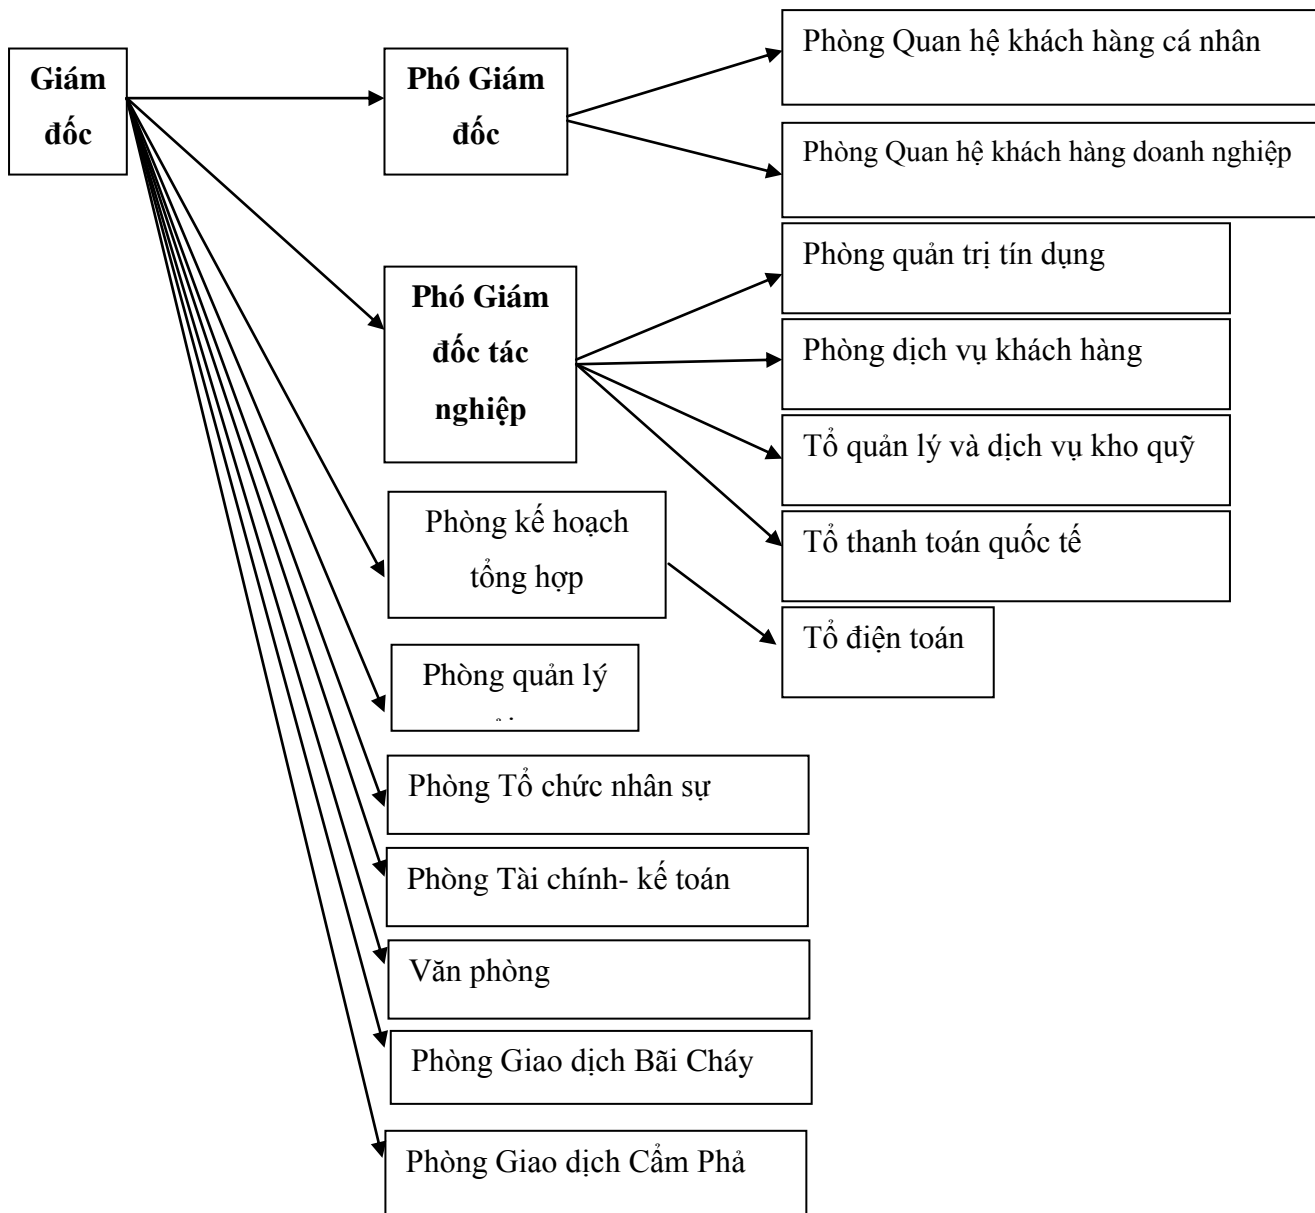 Giám
đốc
Phó Giám
đốc
Phòng Quan hệ khách hàng cá nhân
Phòng Quan hệ khách hàng doanh nghiệp
Phó Giám
đốc tác
nghiệp
Phòng quản trị tín dụng
Phòng dịch vụ khách hàng
Tổ quản lý và dịch vụ kho quỹ
Tổ thanh toán quốc tế
Phòng kế hoạch
tổng hợp
Tổ điện toán
Phòng quản lý
Phòng Tổ chức nhân sự
Phòng Tài chính- kế toán
Văn phòng
Phòng Giao dịch Bãi Cháy
Phòng Giao dịch Cẩm Phả